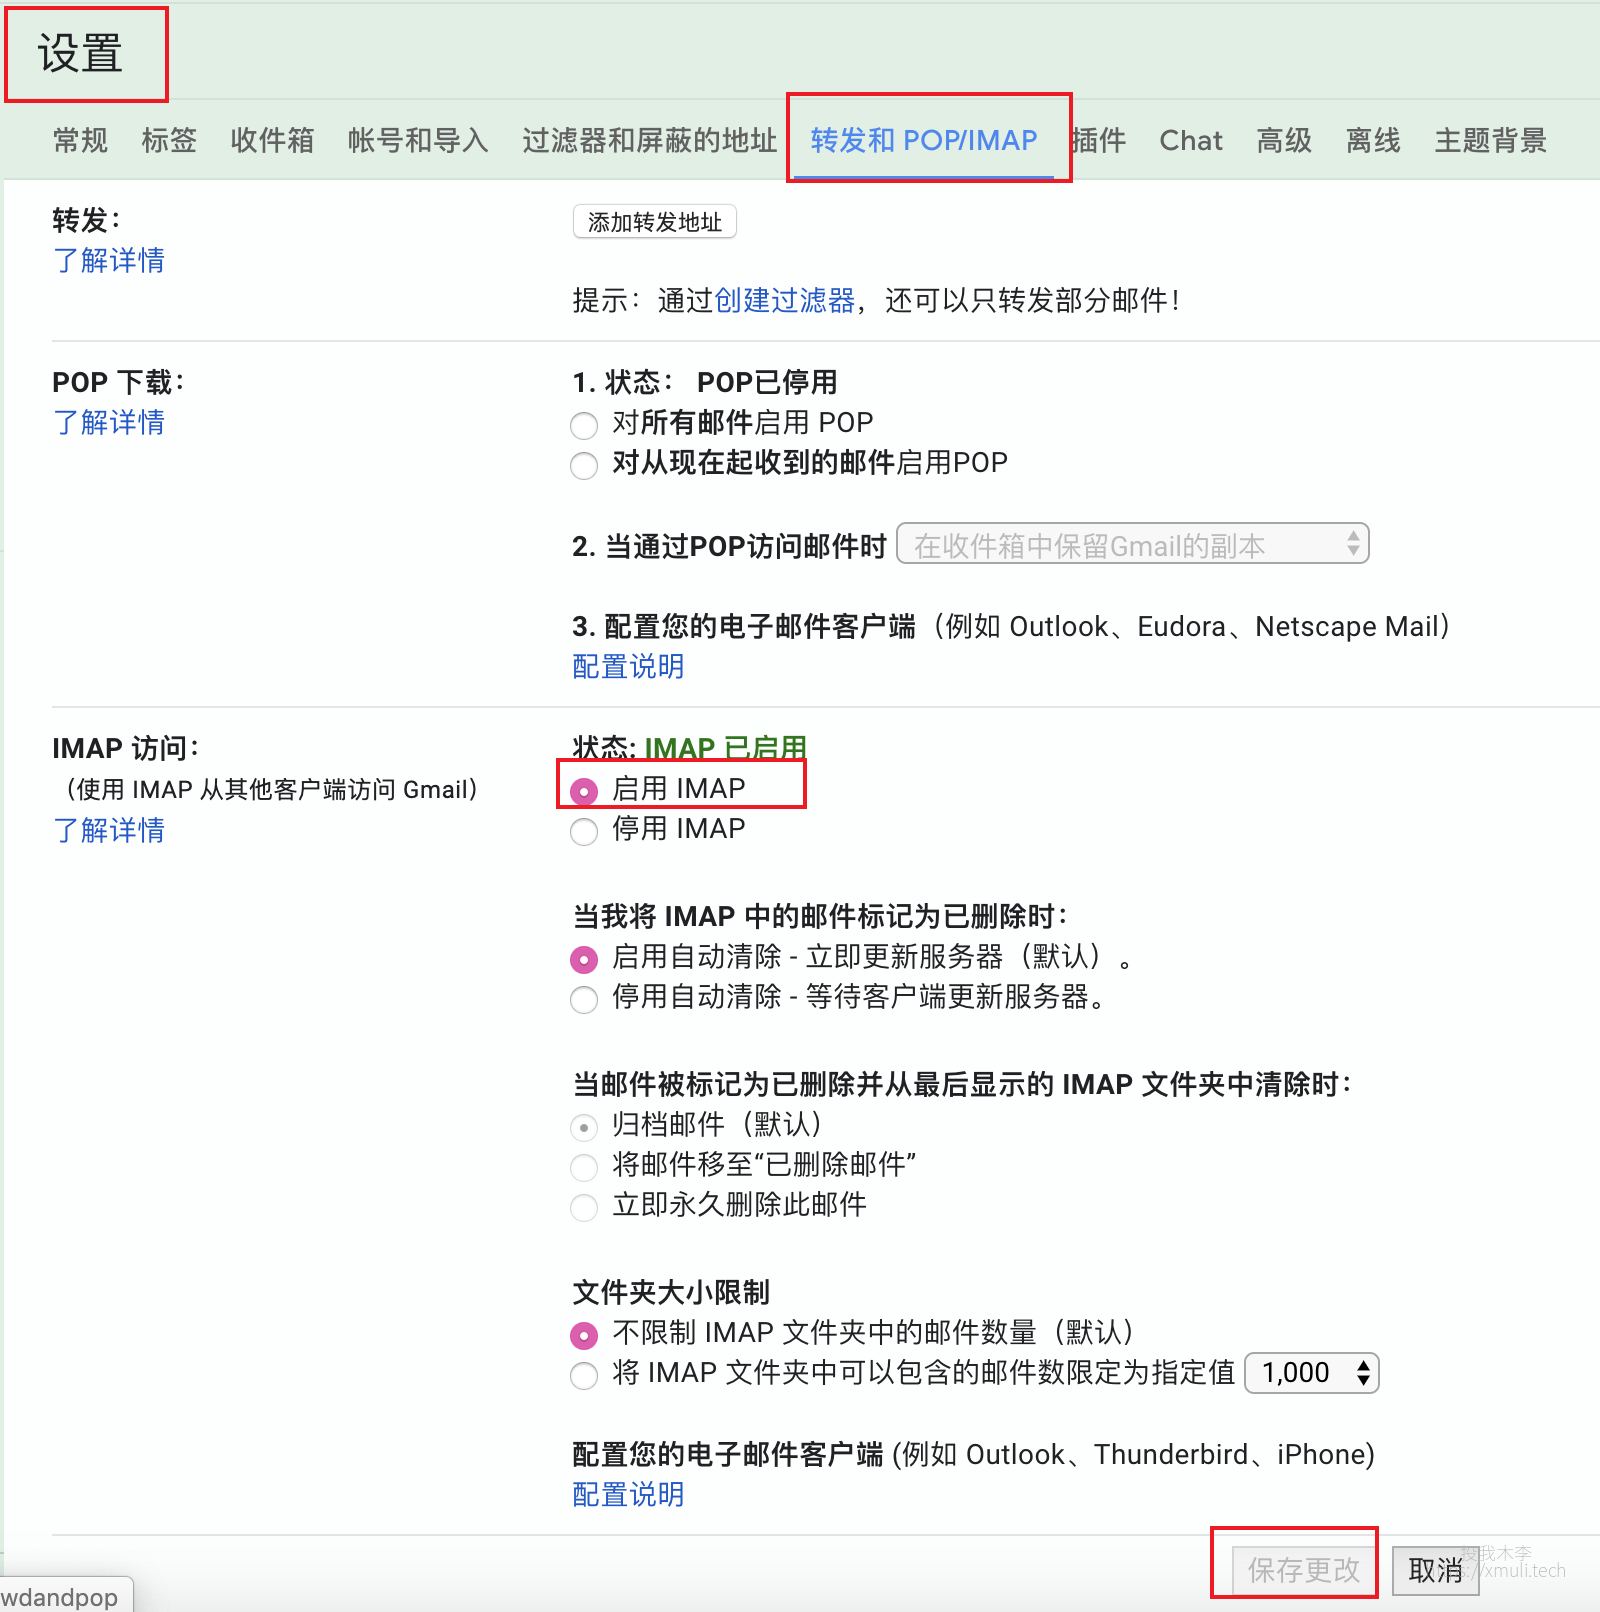 设置
常规 标签 收件箱 帐号和导入 过滤器和屏蔽的地址 转发和 POP/IMAP 插件 Chat 高级 离线 主题背景
转发：
添加转发地址
了解详情
提示：通过创建过滤器，还可以只转发部分邮件！
POP 下载：
1. 状态： POP已停用
了解详情
对所有邮件启用 POP
对从现在起收到的邮件启用POP
2. 当通过POP访问邮件时 在收件箱中保留Gmail的副本
3. 配置您的电子邮件客户端（例如 Outlook、Eudora、Netscape Mail）
配置说明
IMAP 访问：
状态: IMAP 已启用
（使用 IMAP 从其他客户端访问 Gmail）
启用 IMAP
了解详情
停用 IMAP
当我将 IMAP 中的邮件标记为已删除时：
启用自动清除 - 立即更新服务器（默认）。
停用自动清除 - 等待客户端更新服务器。
当邮件被标记为已删除并从最后显示的 IMAP 文件夹中清除时：
归档邮件（默认）
将邮件移至“已删除邮件”
立即永久删除此邮件
文件夹大小限制
不限制 IMAP 文件夹中的邮件数量（默认）
将 IMAP 文件夹中可以包含的邮件数限定为指定值 1,000
配置您的电子邮件客户端 (例如 Outlook、Thunderbird、iPhone)
配置说明
保存更改 取消
我木李
/xmuli.tech
wdandpop